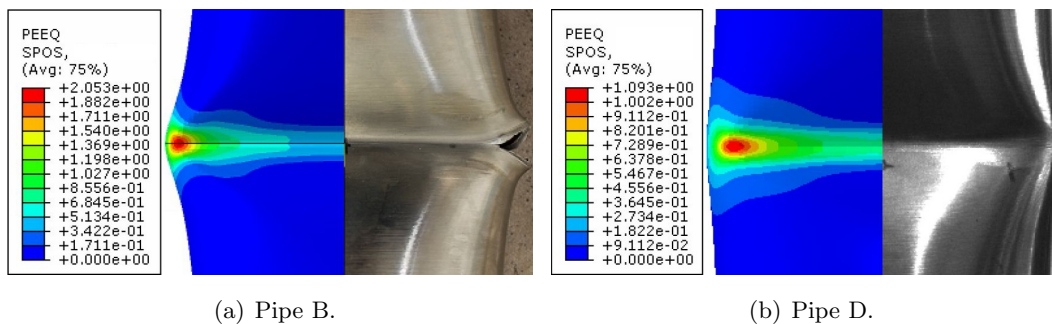 PEEQ
SPOS,
(Avg: 75%)
+2.053e+00
+1.882e+00
+1.711e+00
+1.540e+00
+1.369e+00
+1.198e+00
+1.027e+00
+8.556e-01
+6.845e-01
+5.134e-01
+3.422e-01
+1.711e-01
+0.000e+00
PEEQ
SPOS,
(Avg: 75%)
+1.093e+00
+1.002e+00
+9.112e-01
+8.201e-01
+7.289e-01
+6.378e-01
+5.467e-01
+4.556e-01
+3.645e-01
+2.734e-01
+1.822e-01
+9.112e-02
+0.000e+00
(a) Pipe B.
(b) Pipe D.